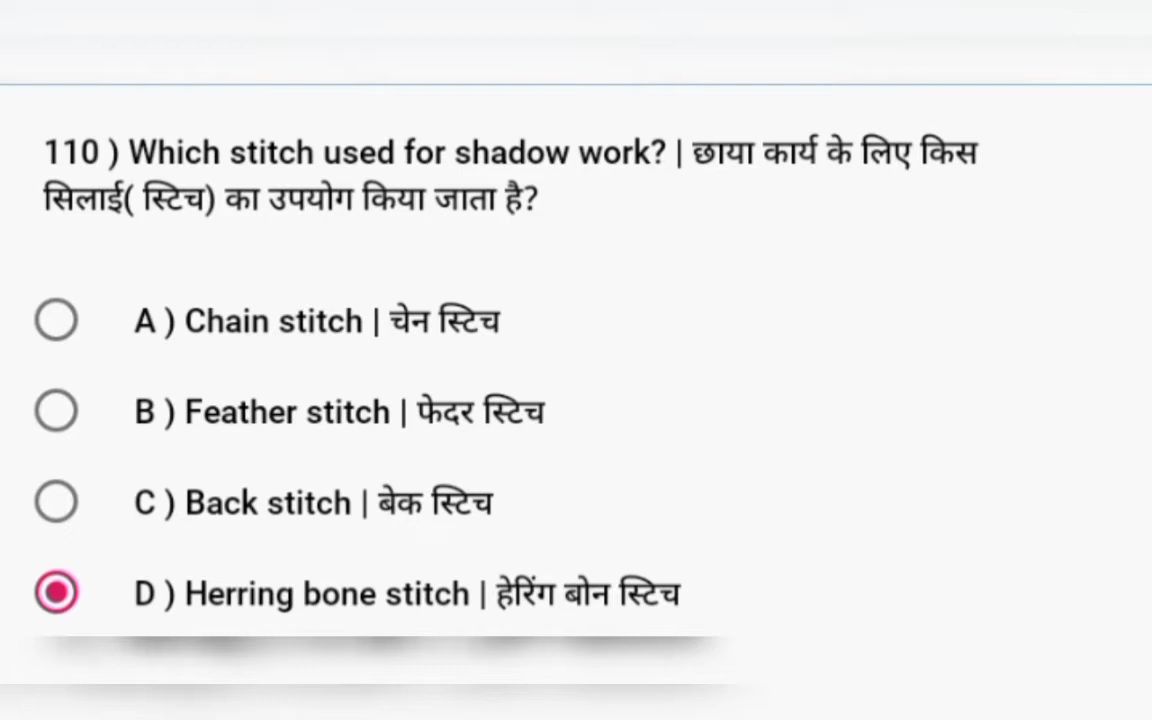 110 ) Which stitch used for shadow work? | छाया कार्य के लिए किस
सिलाई( स्टिच) का उपयोग किया जाता है?
A ) Chain stitch | चेन स्टिच
B ) Feather stitch | फेदर स्टिच
C ) Back stitch | बेक स्टिच
D ) Herring bone stitch | हेरिंग बोन स्टिच